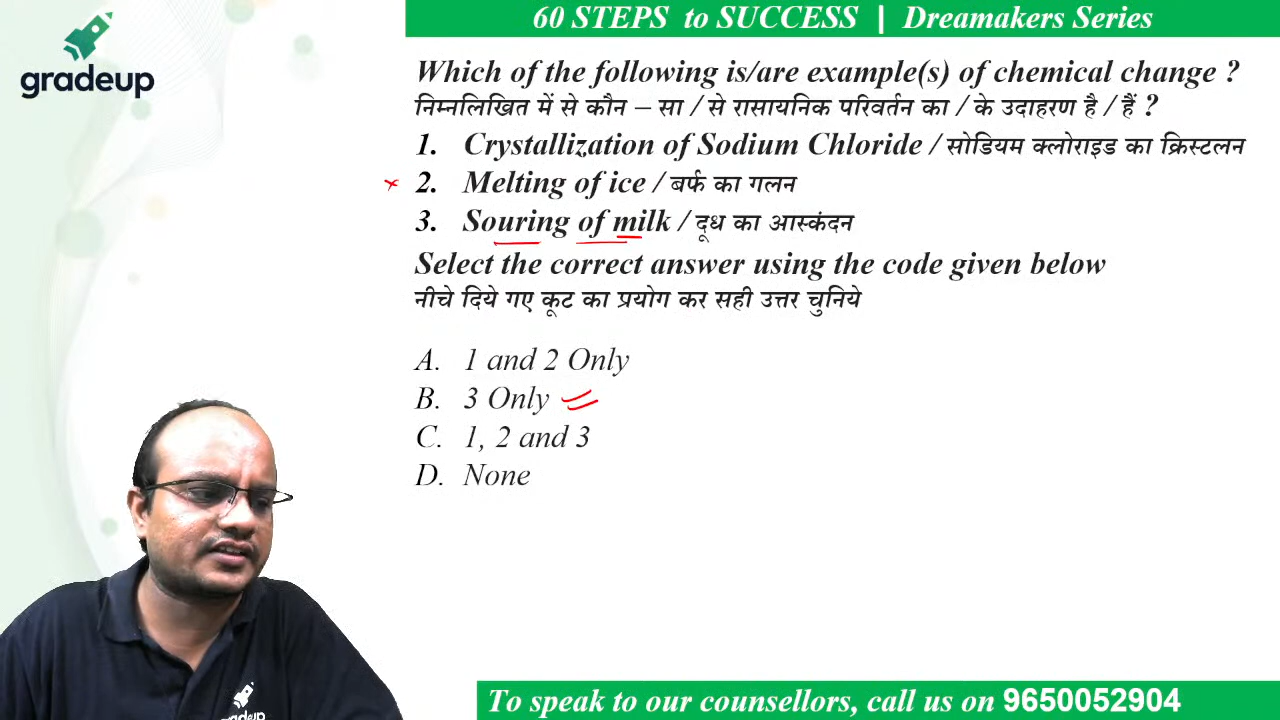 60 STEPS to SUCCESS | Dreamakers Series
gradeup
Which of the following is/are example(s) of chemical change ?
निम्नलिखित में से कौन – सा / से रासायनिक परिवर्तन का / के उदाहरण है / हैं ?
1. Crystallization of Sodium Chloride / सोडियम क्लोराइड का क्रिस्टलन
2. Melting of ice / बर्फ का गलन
3. Souring of milk / दूध का आस्कंदन
Select the correct answer using the code given below
नीचे दिये गए कूट का प्रयोग कर सही उत्तर चुनिये
A. 1 and 2 Only
B. 3 Only
C. 1, 2 and 3
D. None
gradeup
To speak to our counsellors, call us on 9650052904